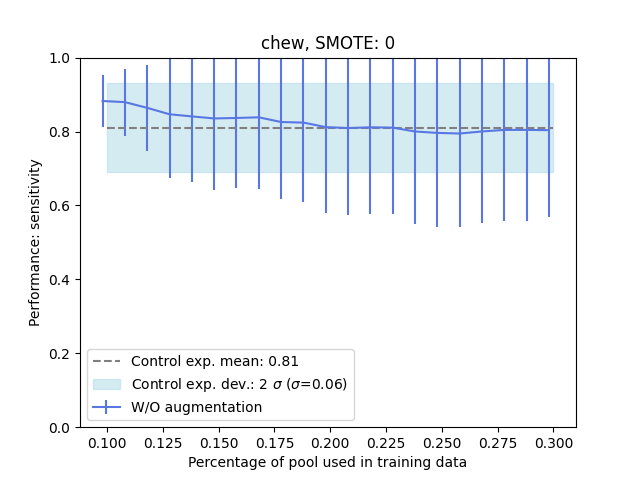 chew, SMOTE: 0
1.0
0.8
0.6
0.4
0.2
0.0
Performance: sensitivity
Control exp. mean: 0.81
Control exp. dev.: 2 σ (σ=0.06)
W/O augmentation
0.100 0.125 0.150 0.175 0.200 0.225 0.250 0.275 0.300
Percentage of pool used in training data